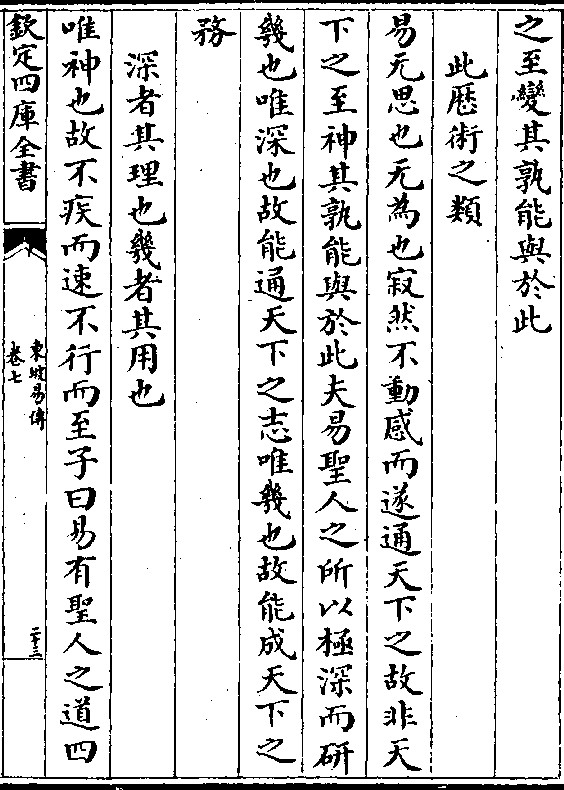 之至變其孰能與於此
此厯術之類
易无思也无為也寂然不動感而遂通天下之故非天
下之至神其孰能與於此夫易聖人之所以極深而研
幾也唯深也故能通天下之志唯幾也故能成天下之
務
深者其理也幾者其用也
唯神也故不疾而速不行而至子曰易有聖人之道四
欽定四庫全書
東坡易傳
卷七
二十三